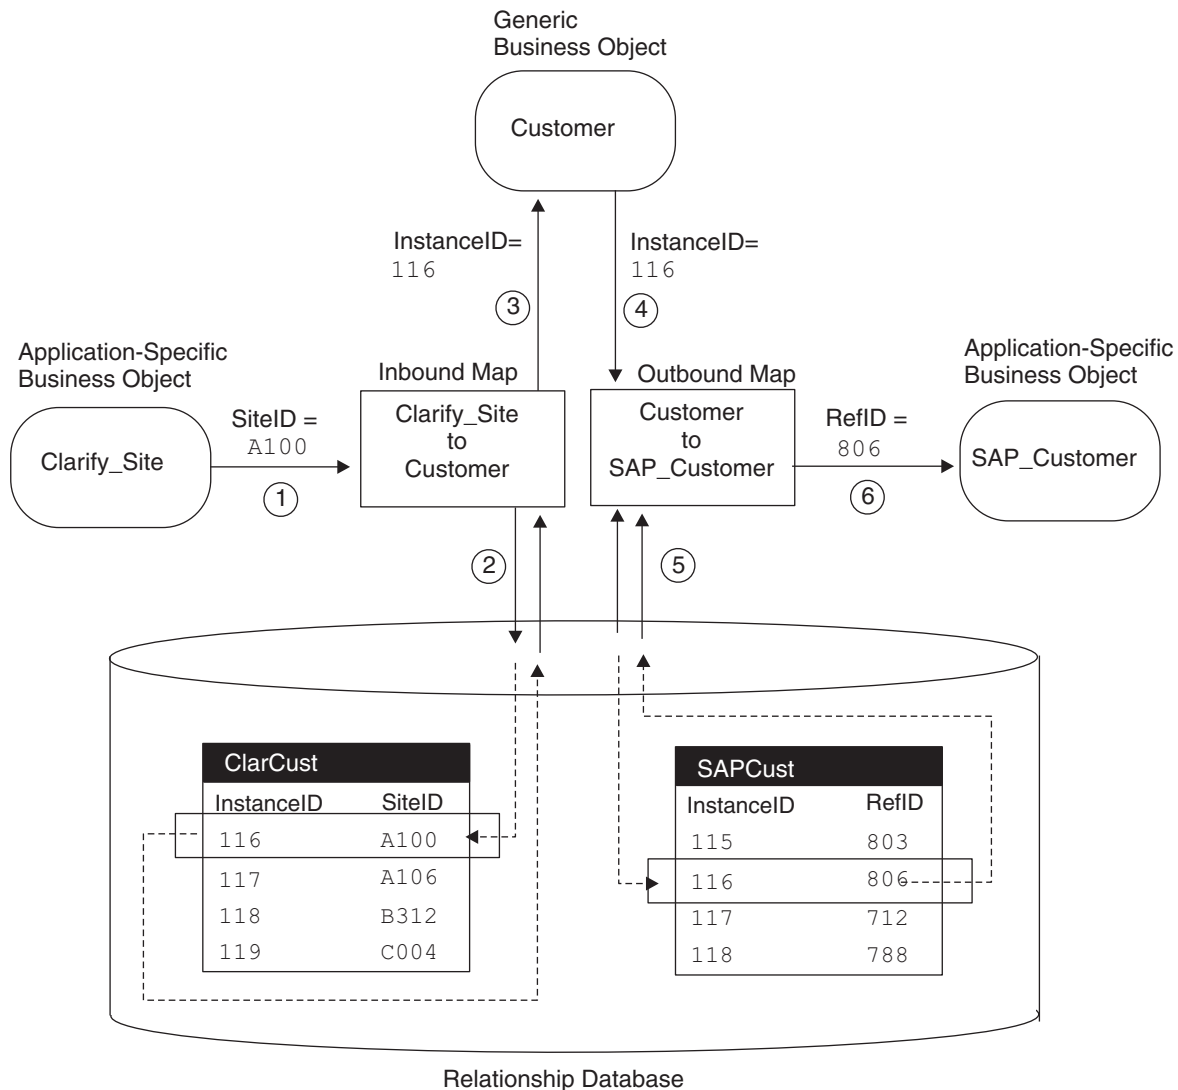 Generic
Business Object
Customer
InstanceID=
116
InstanceID=
116
3
4
Application-Specific
Business Object
Inbound Map
Outbound Map
Application-Specific
Business Object
Clarify_Site
SiteID =
A100
1
Clarify_Site
to
Customer
Customer
to
SAP_Customer
RefID =
806
6
SAP_Customer
2
5
ClarCust
InstanceID SiteID
116 A100
117 A106
118 B312
119 C004
SAPCust
InstanceID RefID
115 803
116 806
117 712
118 788
Relationship Database